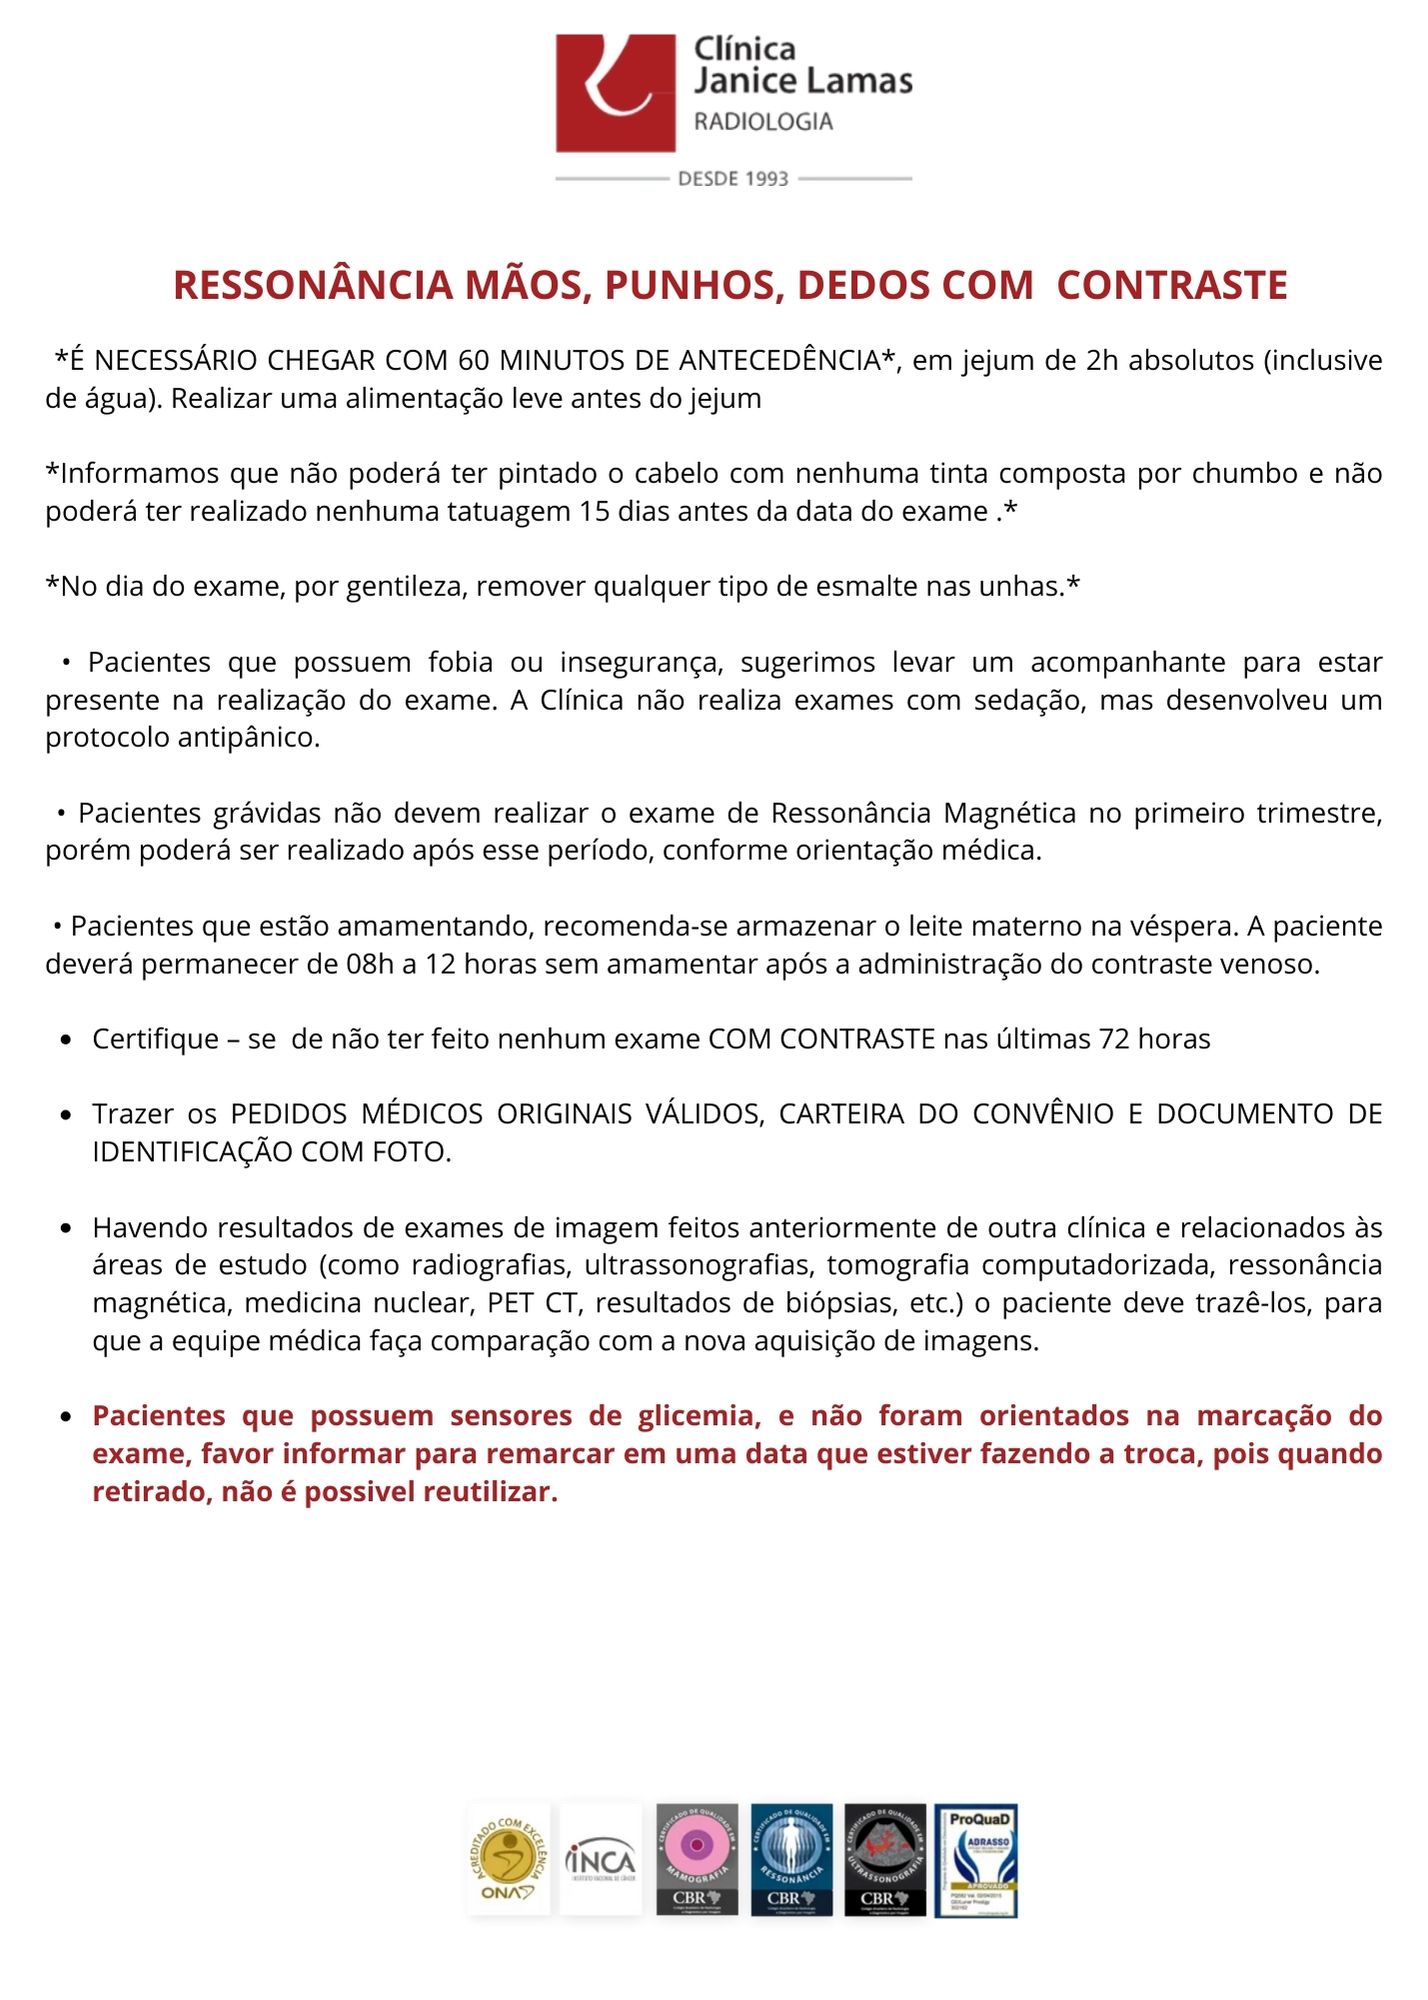 Clínica
Janice Lamas
RADIOLOGIA
DESDE 1993
RESSONÂNCIA MÃOS, PUNHOS, DEDOS COM CONTRASTE
*É NECESSÁRIO CHEGAR COM 60 MINUTOS DE ANTECEDÊNCIA*, em jejum de 2h absolutos (inclusive
de água). Realizar uma alimentação leve antes do jejum
*Informamos que não poderá ter pintado o cabelo com nenhuma tinta composta por chumbo e não
poderá ter realizado nenhuma tatuagem 15 dias antes da data do exame .*
*No dia do exame, por gentileza, remover qualquer tipo de esmalte nas unhas.*
• Pacientes que possuem fobia ou insegurança, sugerimos levar um acompanhante para estar
presente na realização do exame. A Clínica não realiza exames com sedação, mas desenvolveu um
protocolo antipânico.
• Pacientes grávidas não devem realizar o exame de Ressonância Magnética no primeiro trimestre,
porém poderá ser realizado após esse período, conforme orientação médica.
• Pacientes que estão amamentando, recomenda-se armazenar o leite materno na véspera. A paciente
deverá permanecer de 08h a 12 horas sem amamentar após a administração do contraste venoso.
• Certifique – se de não ter feito nenhum exame COM CONTRASTE nas últimas 72 horas
• Trazer os PEDIDOS MÉDICOS ORIGINAIS VÁLIDOS, CARTEIRA DO CONVÊNIO E DOCUMENTO DE
IDENTIFICAÇÃO COM FOTO.
• Havendo resultados de exames de imagem feitos anteriormente de outra clínica e relacionados às
áreas de estudo (como radiografias, ultrassonografias, tomografia computadorizada, ressonância
magnética, medicina nuclear, PET CT, resultados de biópsias, etc.) o paciente deve trazê-los, para
que a equipe médica faça comparação com a nova aquisição de imagens.
• Pacientes que possuem sensores de glicemia, e não foram orientados na marcação do
exame, favor informar para remarcar em uma data que estiver fazendo a troca, pois quando
retirado, não é possivel reutilizar.
ACREDITADO COM EXCELÊNCIA
ONA
INCA
INSTITUTO NACIONAL DE CÂNCER
CERTIFICADO DE QUALIDADE EM
MAMOGRAFIA
CBR
CERTIFICADO DE QUALIDADE EM
RESSONÂNCIA
CBR
CERTIFICADO DE QUALIDADE EM
ULTRASSONOGRAFIA
CBR
ProQuaD
ABRASSO
APROVADO